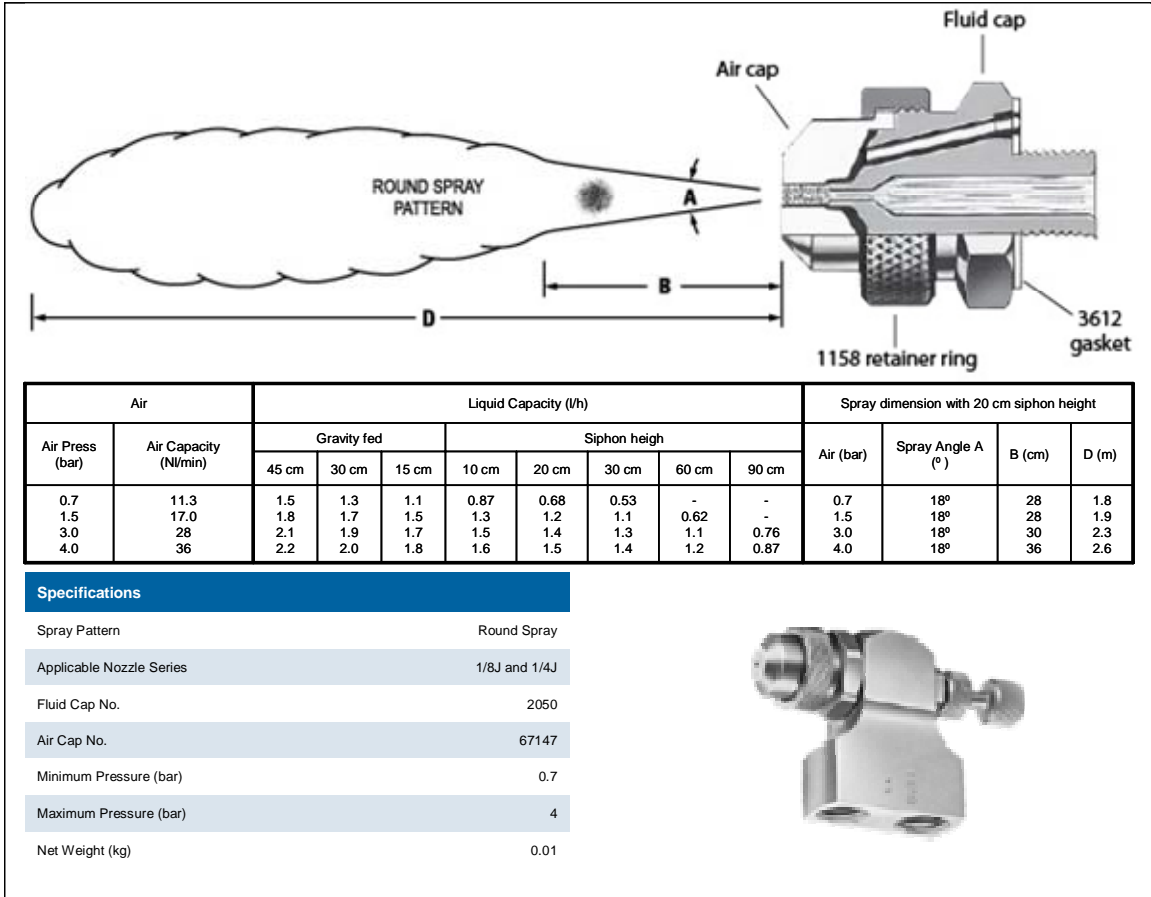 Fluid cap
Air cap
ROUND SPRAY
PATTERN
A
B
D
3612
gasket
1158 retainer ring
Air Liquid Capacity (l/h) Spray dimension with 20 cm siphon height
Air Press (bar) Air Capacity (Nl/min) Gravity fed Siphon heigh Air (bar) Spray Angle A (º ) B (cm) D (m)
45 cm 30 cm 15 cm 10 cm 20 cm 30 cm 60 cm 90 cm
0.7 11.3 1.5 1.3 1.1 0.87 0.68 0.53 - - 0.7 18º 28 1.8
1.5 17.0 1.8 1.7 1.5 1.3 1.2 1.1 0.62 - 1.5 18º 28 1.9
3.0 28 2.1 1.9 1.7 1.5 1.4 1.3 1.1 0.76 3.0 18º 30 2.3
4.0 36 2.2 2.0 1.8 1.6 1.5 1.4 1.2 0.87 4.0 18º 36 2.6
Specifications
Spray Pattern Round Spray
Applicable Nozzle Series 1/8J and 1/4J
Fluid Cap No. 2050
Air Cap No. 67147
Minimum Pressure (bar) 0.7
Maximum Pressure (bar) 4
Net Weight (kg) 0.01